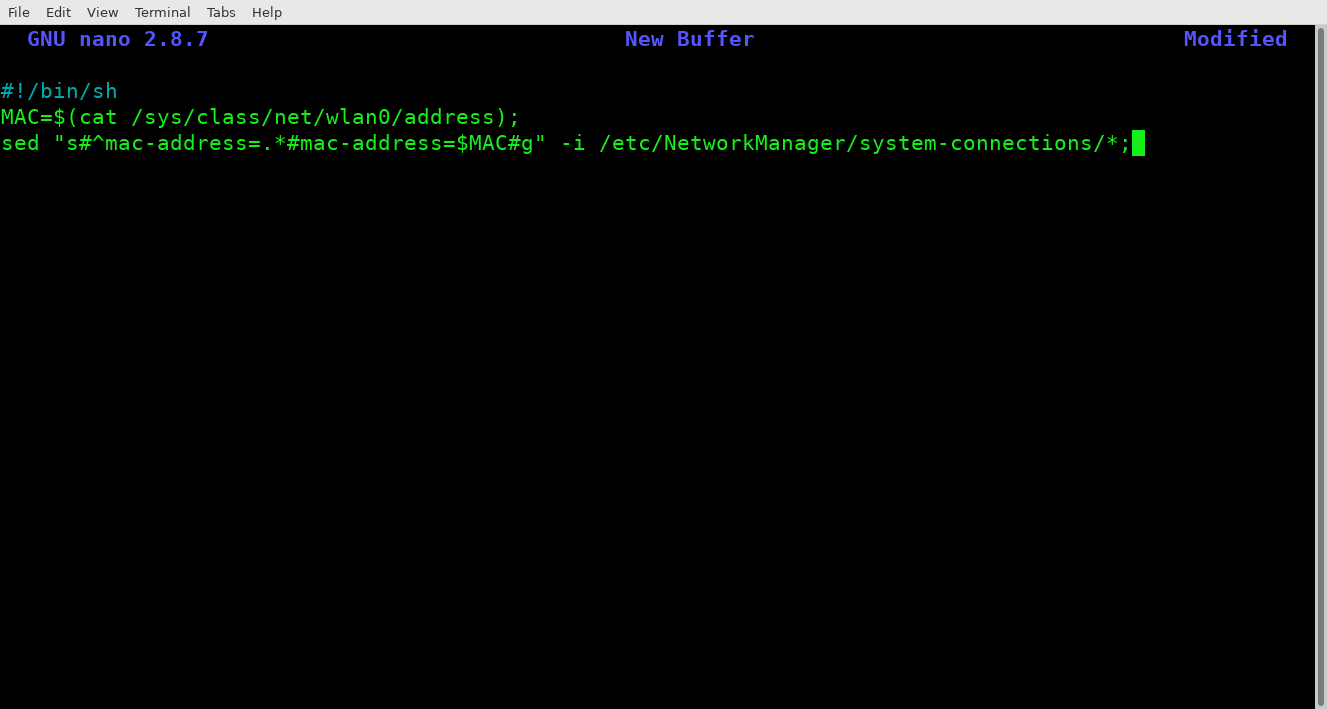 File Edit View Terminal Tabs Help
GNU nano 2.8.7 New Buffer Modified
#!/bin/sh
MAC=$(cat /sys/class/net/wlan0/address);
sed "s#^mac-address=.*#mac-address=$MAC#g" -i /etc/NetworkManager/system-connections/*;